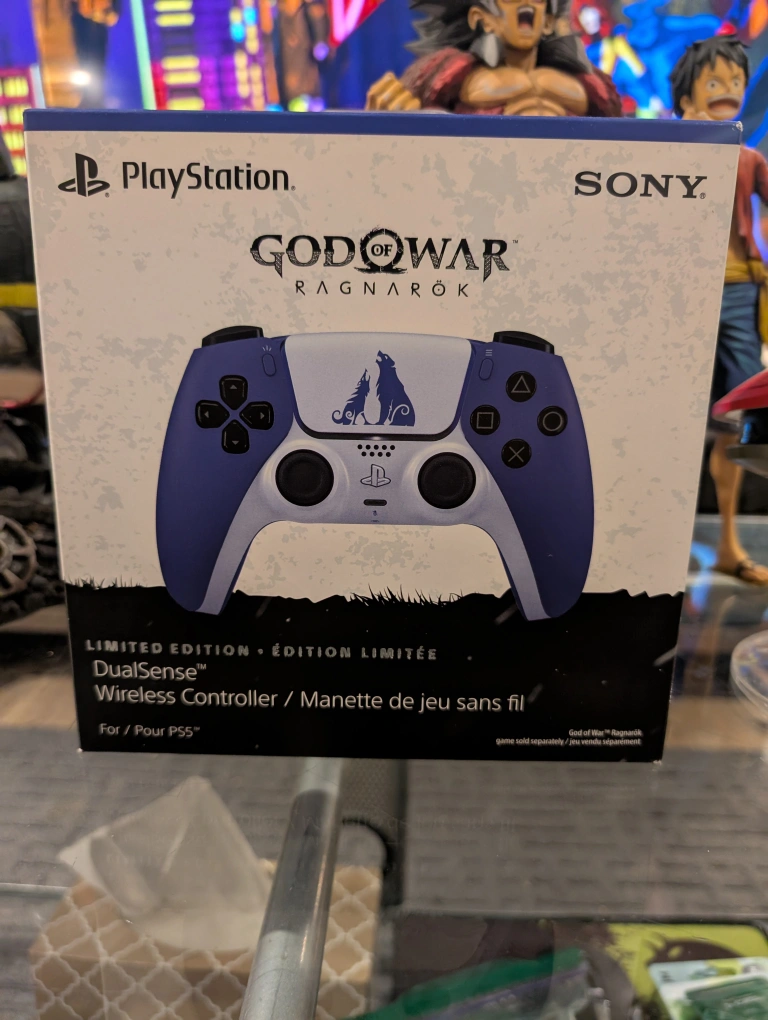 PlayStation®
SONY®
GOD OF WAR™
RAGNARÖK
LIMITED EDITION • ÉDITION LIMITÉE
DualSense™
Wireless Controller / Manette de jeu sans fil
For / Pour PS5™
God of War™ Ragnarök
game sold separately / jeu vendu séparément.